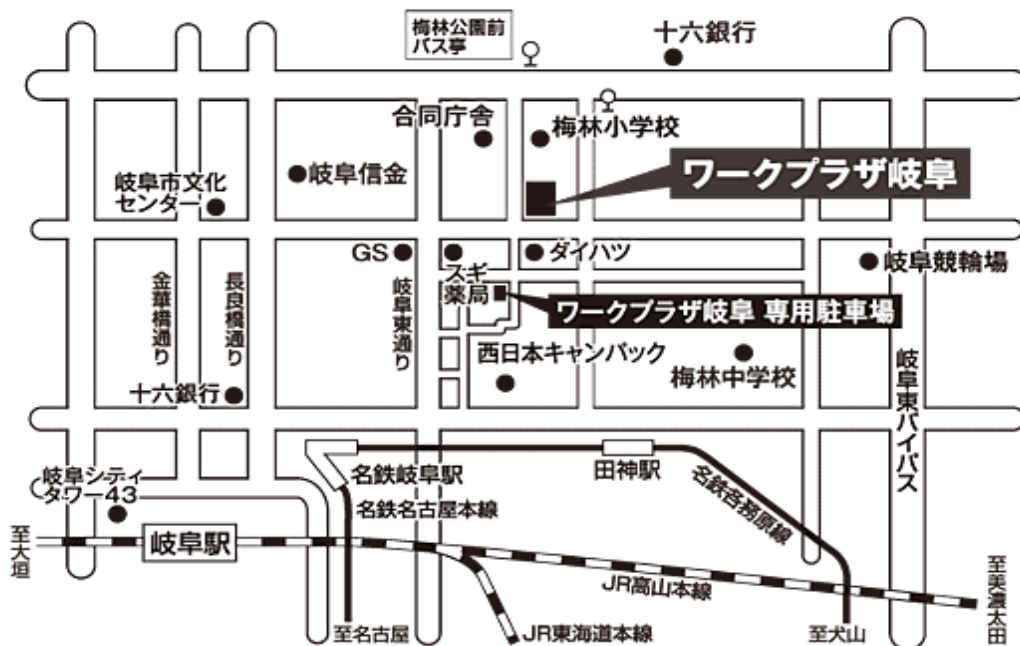 梅林公園前
バス亭
十六銀行
合同庁舎
梅林小学校
岐阜信金
ワークプラザ岐阜
岐阜市文化
センター
GS
スギ
薬局
ダイハツ
岐阜競輪場
金華橋通り
長良橋通り
岐阜東通り
ワークプラザ岐阜 専用駐車場
西日本キャンパック
梅林中学校
十六銀行
岐阜東バイパス
岐阜シティ
タワー43
名鉄岐阜駅
田神駅
名鉄名古屋本線
名鉄各務原線
至大垣
岐阜駅
JR高山本線
至美濃太田
至名古屋
JR東海道本線
至犬山